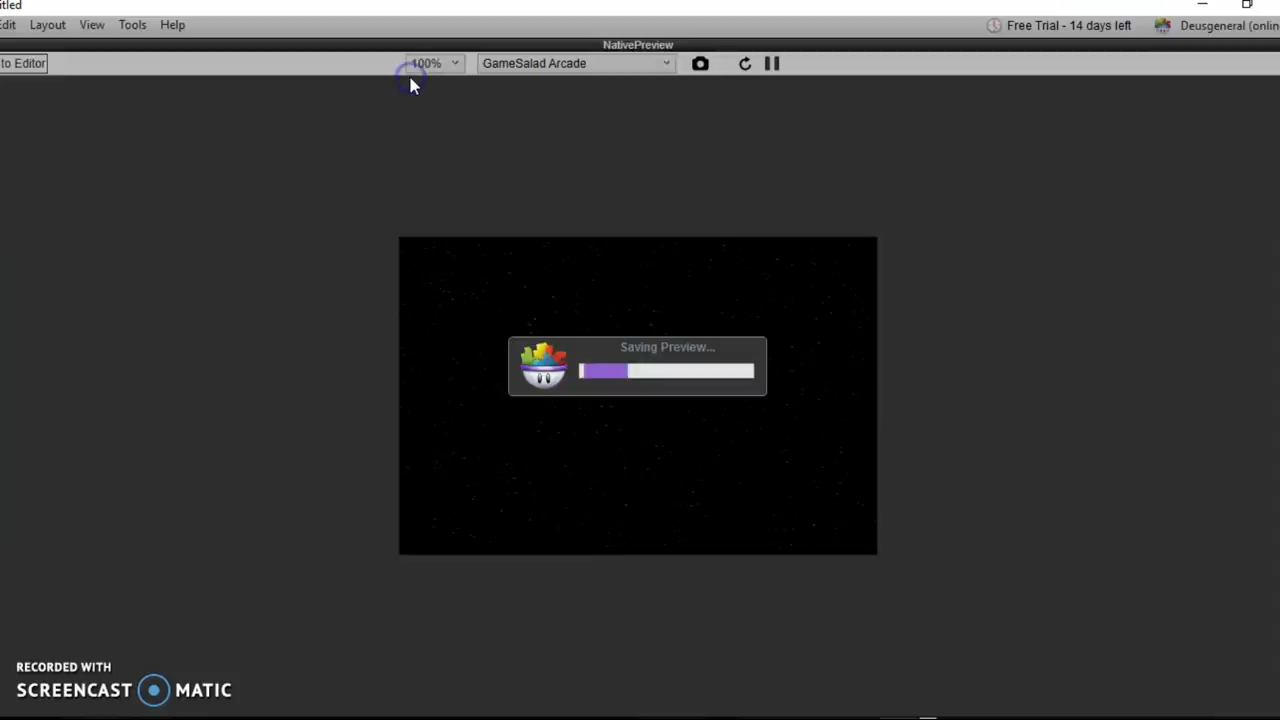 itled
Edit Layout View Tools Help
Free Trial - 14 days left
Deusgeneral (onlin
NativePreview
to Editor
100%
GameSalad Arcade
Saving Preview...
RECORDED WITH
SCREENCAST MATIC